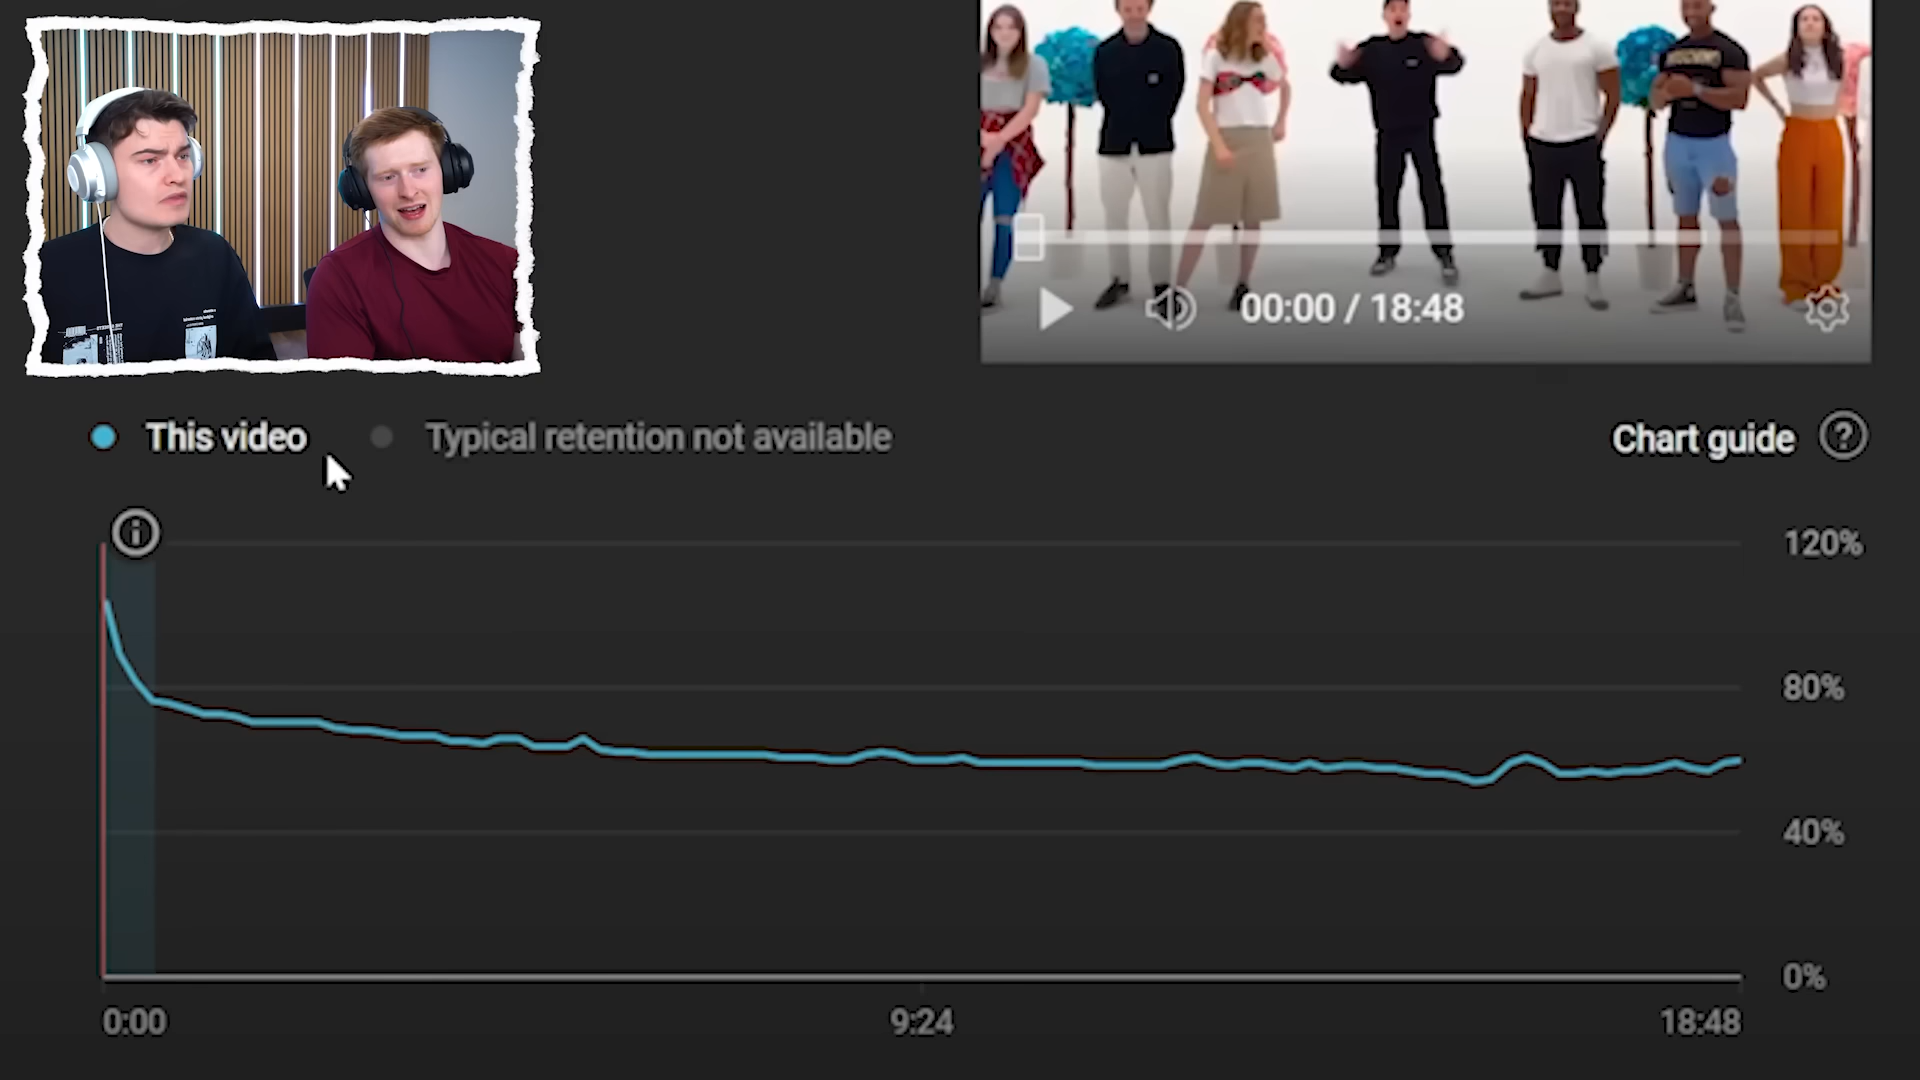 00:00 / 18:48
This video
Typical retention not available
Chart guide ?
120%
80%
40%
0%
0:00
9:24
18:48